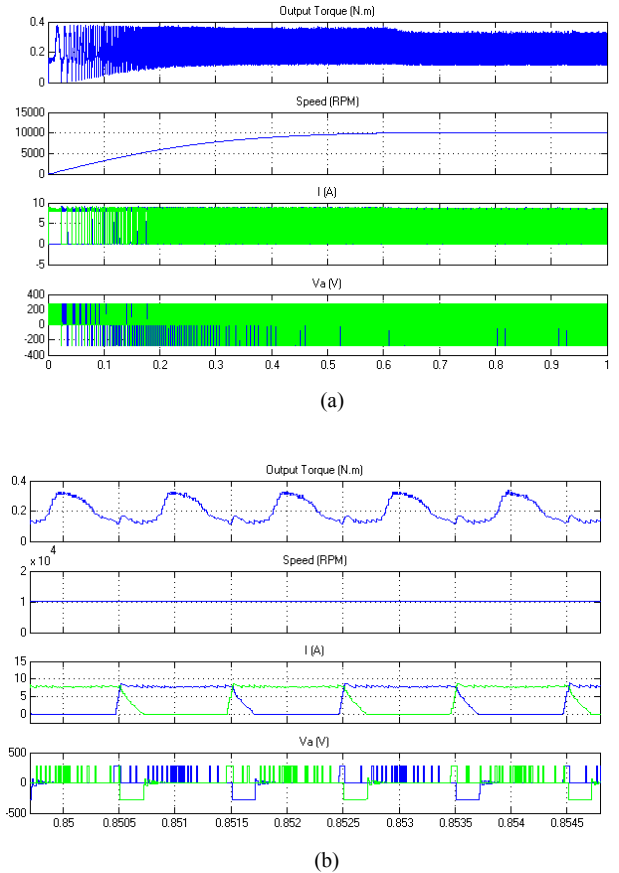 Output Torque (N.m)
0.4
0.2
0
Speed (RPM)
15000
10000
5000
0
I (A)
10
5
0
-5
Va (V)
400
200
0
-200
-400
0 0.1 0.2 0.3 0.4 0.5 0.6 0.7 0.8 0.9 1
(a)
Output Torque (N.m)
0.4
0.2
0
x 10^4
Speed (RPM)
2
1
0
I (A)
15
10
5
0
Va (V)
500
0
-500
0.85 0.8505 0.851 0.8515 0.852 0.8525 0.853 0.8535 0.854 0.8545
(b)